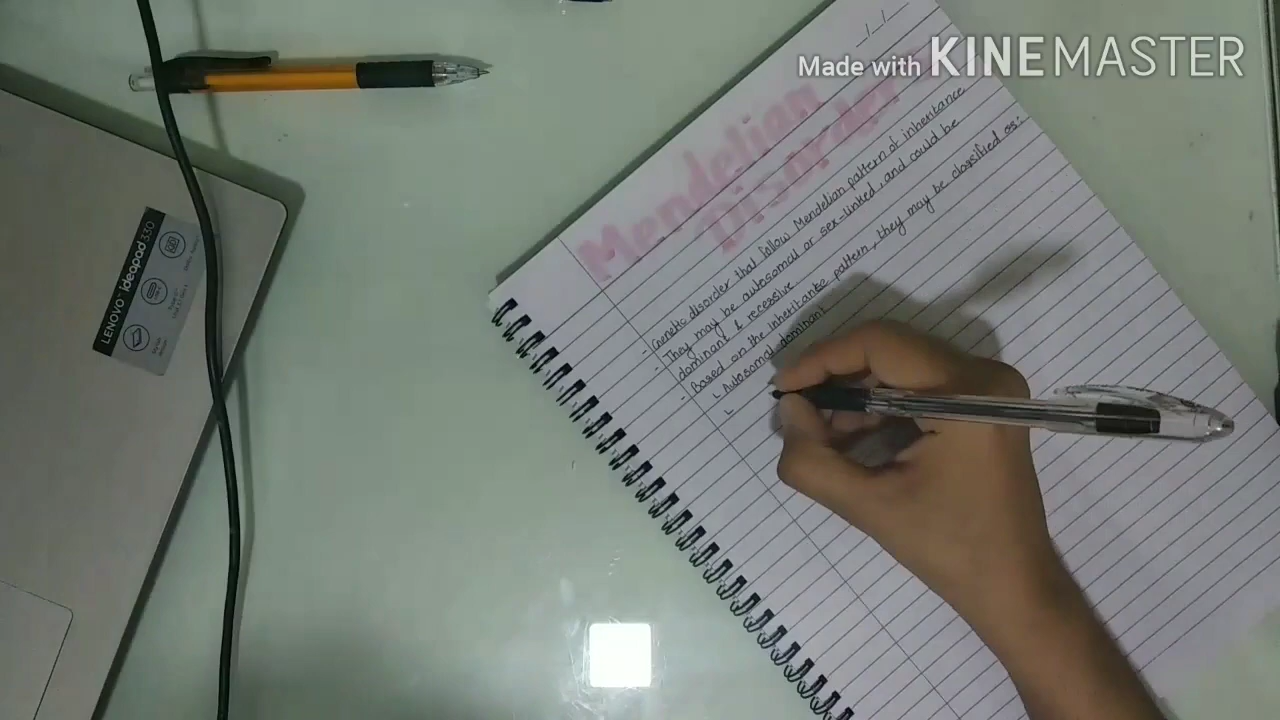 Made with KINEMASTER
Mendelian
Disorder
- Genetic disorder that follow Mendelian pattern of inheritance
- They may be autosomal or sex-linked, and could be
dominant & recessive
- Based on the inheritance pattern, they may be classified as:
Autosomal dominant
LENOVO ideapad 330